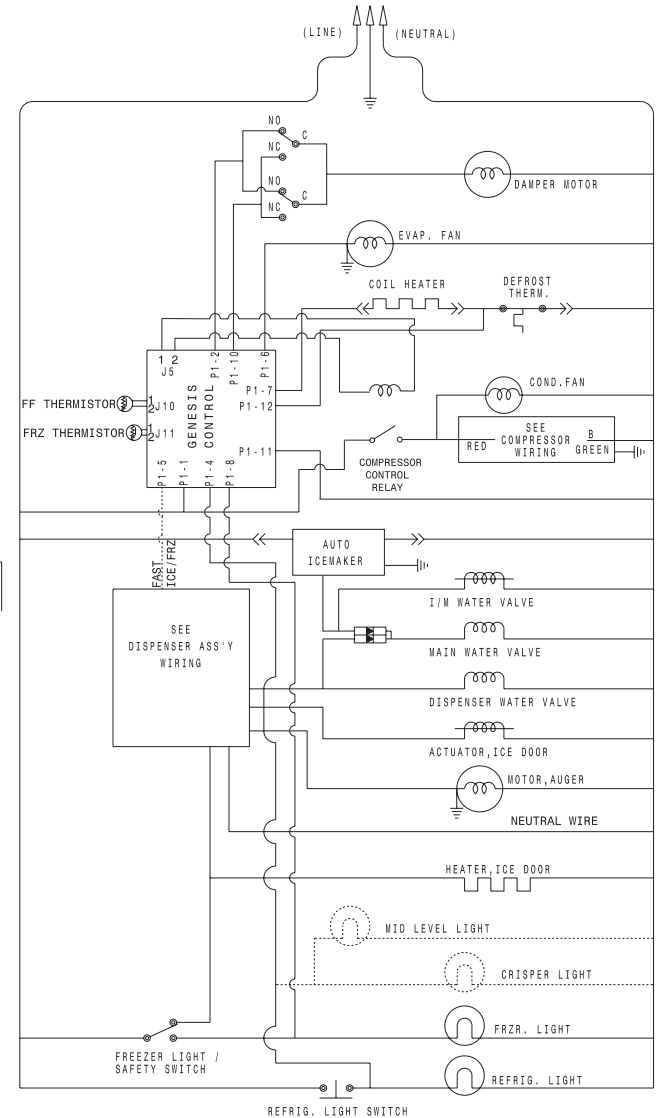 (LINE)
(NEUTRAL)
NO
C
NC
NO
C
NC
DAMPER MOTOR
EVAP. FAN
COIL HEATER
DEFROST
THERM.
1 2
J5
P1-2
P1-10
P1-6
P1-7
P1-12
GENESIS
CONTROL
FF THERMISTOR
1
2
J10
FRZ THERMISTOR
1
2
J11
P1-11
P1-5
P1-1
P1-4
P1-8
COND.FAN
SEE
COMPRESSOR
WIRING
RED
B
GREEN
COMPRESSOR
CONTROL
RELAY
FAST
ICE/FRZ
AUTO
ICEMAKER
I/M WATER VALVE
SEE
DISPENSER ASS'Y
WIRING
MAIN WATER VALVE
DISPENSER WATER VALVE
ACTUATOR,ICE DOOR
MOTOR,AUGER
NEUTRAL WIRE
HEATER,ICE DOOR
MID LEVEL LIGHT
CRISPER LIGHT
FRZR. LIGHT
FREEZER LIGHT /
SAFETY SWITCH
REFRIG. LIGHT
REFRIG. LIGHT SWITCH